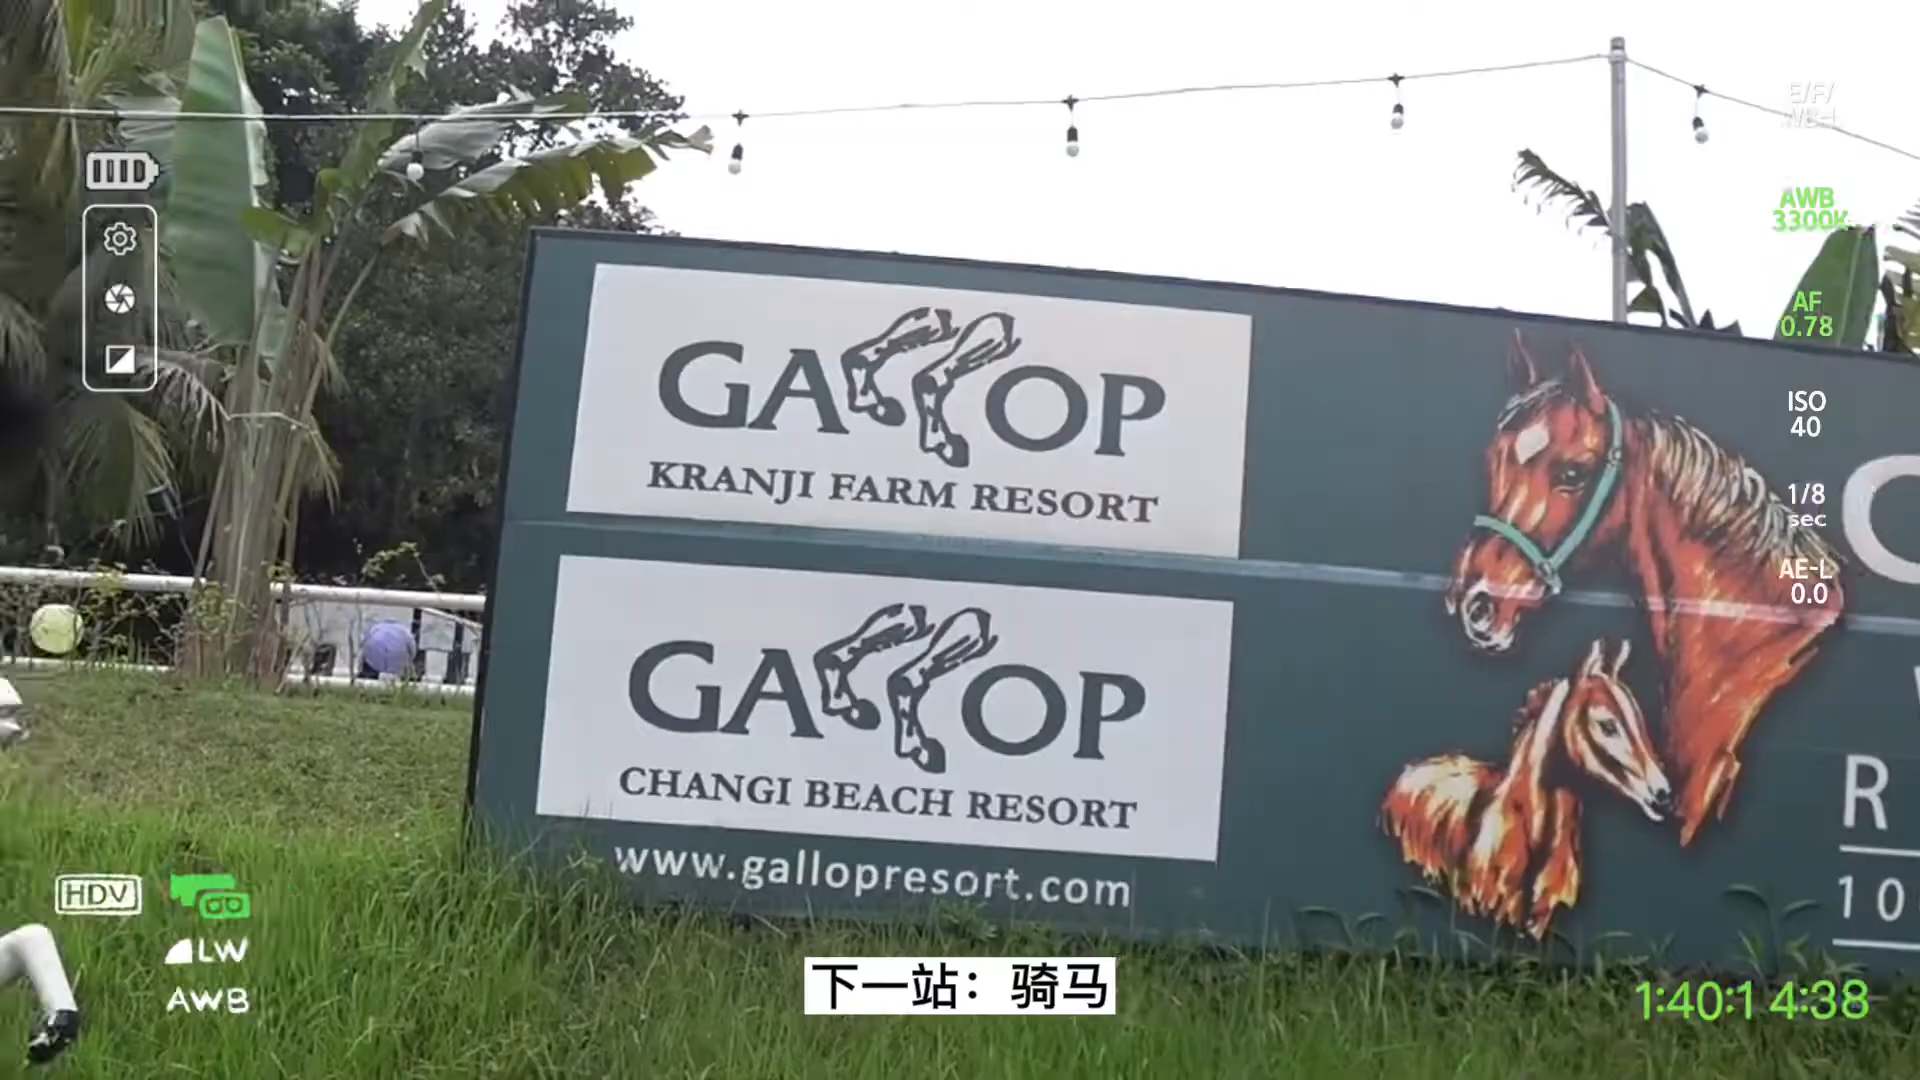 AWB
3300K
AF
0.78
ISO
40
1/8
sec
AE-L
0.0
GALLOP
KRANJI FARM RESORT
GALLOP
CHANGI BEACH RESORT
www.gallopresort.com
R
10
HDV
LW
AWB
下一站：骑马
1:40:1 4:38